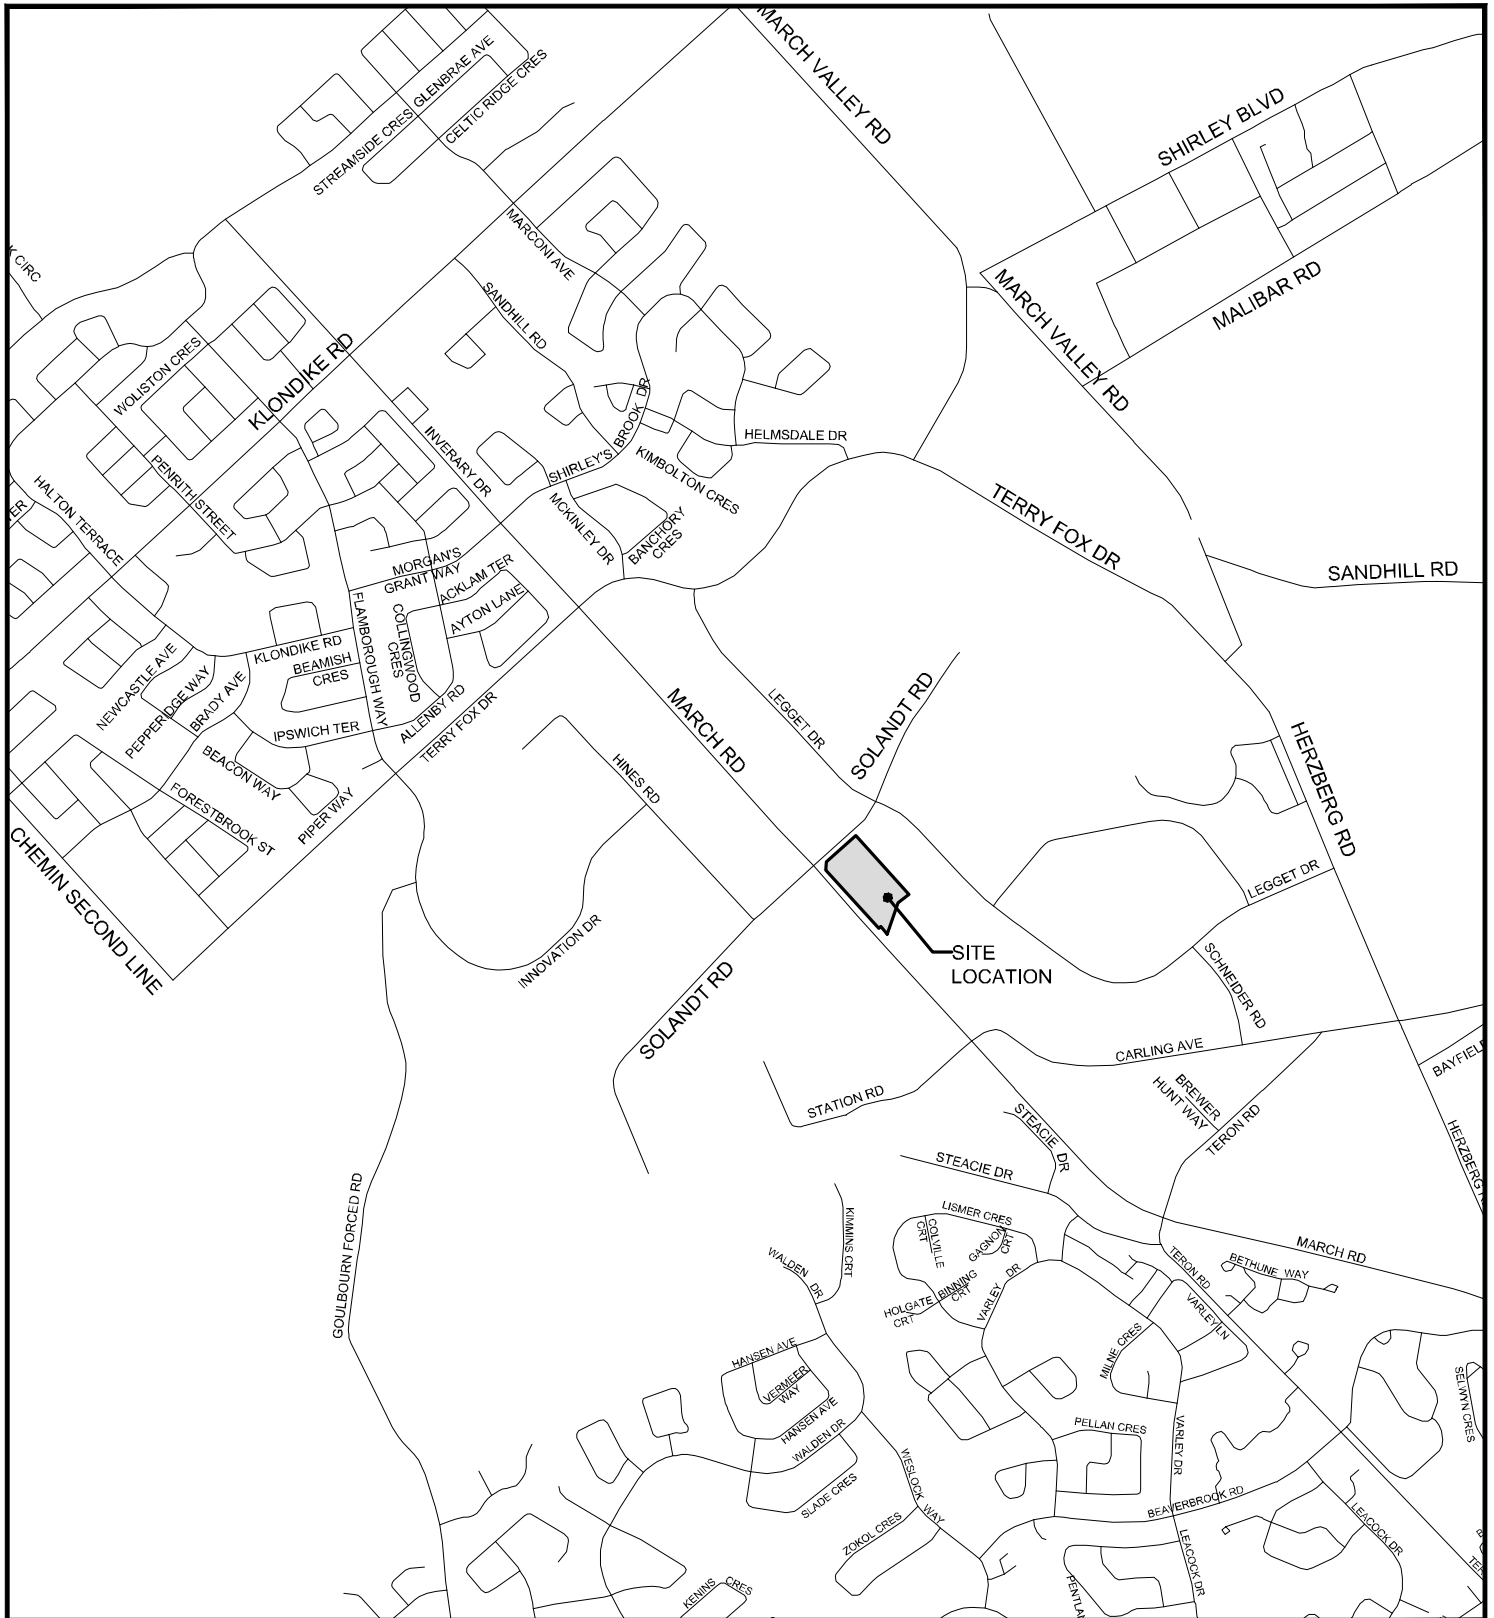 MARCH VALLEY RD
GLENBRAE AVE
CELTIC RIDGE CRES
STREAMSIDE CRES
SHIRLEY BLVD
MARCONI AVE
CIRC
SANDHILL RD
MARCH VALLEY RD
MALIBAR RD
WOLISTON CRES
KLONDIKE RD
BROOK DR
SHIRLEY'S
HELMSDALE DR
INVERARY DR
KIMBOLTON CRES
PENRITH STREET
HALTON TERRACE
MCKINLEY DR
BANCHORY
CRES
TERRY FOX DR
SANDHILL RD
MORGAN'S
GRANT WAY
ACKLAM TER
AYTON LANE
FLAMBOROUGH WAY
COLLINGWOOD
CRES
KLONDIKE RD
BEAMISH
CRES
NEWCASTLE AVE
PEPPERIDGE WAY
BRADY AVE
IPSWICH TER
ALLENBY RD
TERRY FOX DR
MARCH RD
LEGGET DR
SOLANDT RD
BEACON WAY
HINES RD
FORESTBROOK ST
PIPER WAY
HERZBERG RD
CHEMIN SECOND LINE
LEGGET DR
INNOVATION DR
SITE
LOCATION
SCHNEIDER RD
SOLANDT RD
CARLING AVE
STATION RD
BREWER
HUNT WAY
TERON RD
STEACIE DR
STEACIE DR
GOULBOURN FORCED RD
KIMMINS CRT
LISMER CRES
COLVILLE
CRT
GAGNON
CRT
WALDEN DR
HOLGATE
CRT
BINNING
CRT
VARLEY DR
TERON RD
BETHUNE WAY
MARCH RD
VARLEY LN
MILNE CRES
HANSEN AVE
VERMEER
WAY
HANSEN AVE
WALDEN DR
SLADE CRES
WESLOCK WAY
ZOKOL CRES
PELLAN CRES
VARLEY DR
BEAVERBROOK RD
SELWYN CRES
LEACOCK DR
LEACOCK DR
KENINS CRES